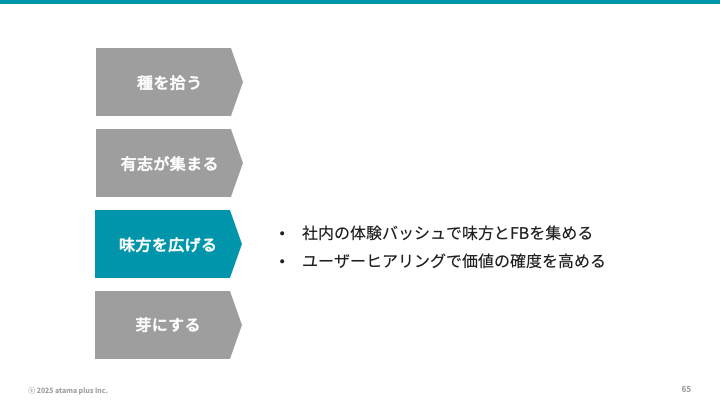 種を拾う
有志が集まる
味方を広げる
• 社内の体験バッシュで味方とFBを集める
• ユーザーヒアリングで価値の確度を高める
芽にする
ⓒ 2025 atama plus Inc.
65